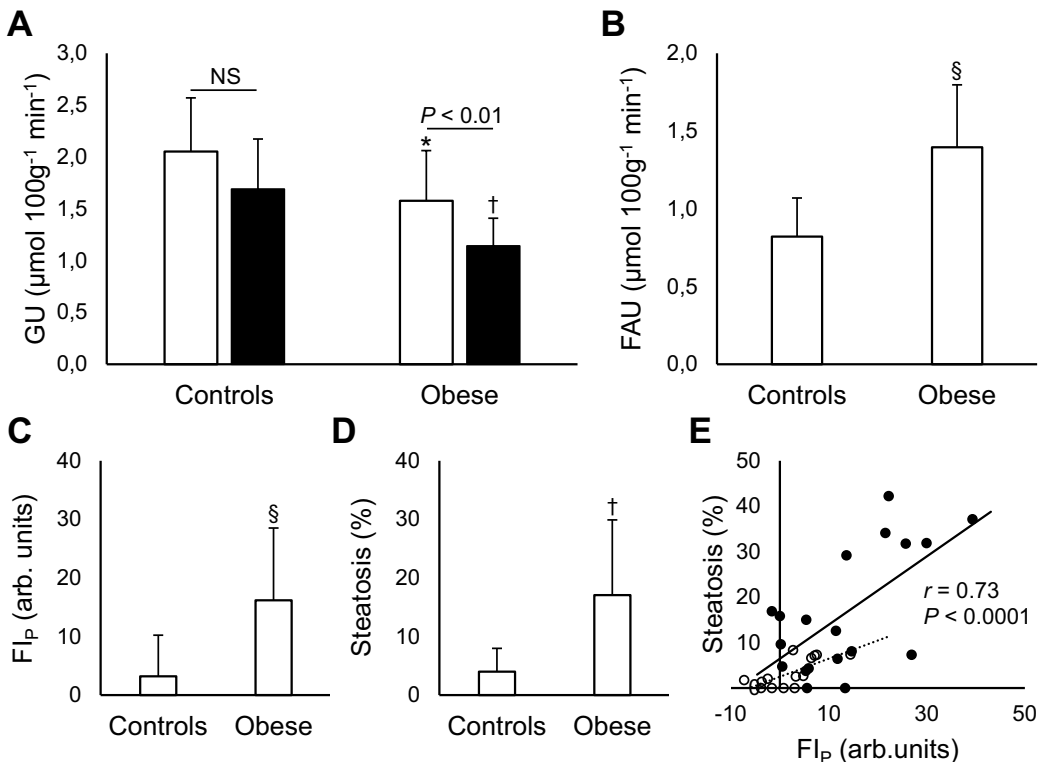 A
GU (µmol 100g⁻¹ min⁻¹)
3,0
2,5
2,0
1,5
1,0
0,5
0,0
NS
P < 0.01
*
†
Controls
Obese
B
FAU (µmol 100g⁻¹ min⁻¹)
2,0
1,5
1,0
0,5
0,0
§
Controls
Obese
C
FIP (arb. units)
40
30
20
10
0
§
Controls
Obese
D
Steatosis (%)
40
30
20
10
0
†
Controls
Obese
E
Steatosis (%)
50
40
30
20
10
0
r = 0.73
P < 0.0001
-10
10
30
50
FIP (arb.units)